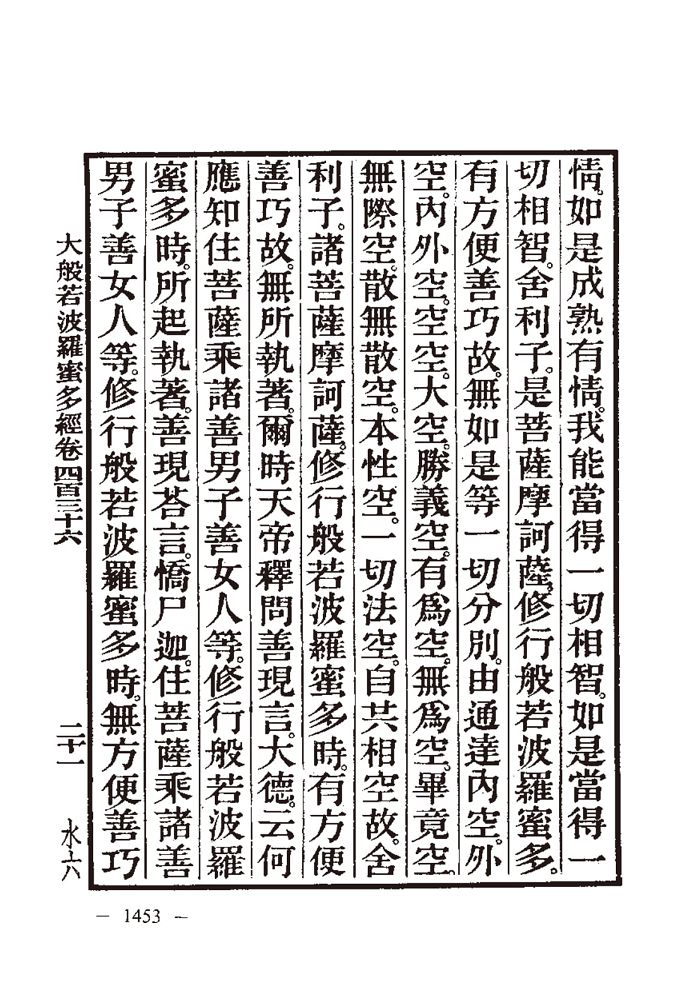 情。如是成熟有情。我能當得一切相智。如是當得一
切相智。舍利子。是菩薩摩訶薩。修行般若波羅蜜多。
有方便善巧故。無如是等一切分別。由通達內空。外
空。內外空。空空。大空。勝義空。有爲空。無爲空。畢竟空。
無際空。散無散空。本性空。一切法空。自共相空故。舍
利子。諸菩薩摩訶薩。修行般若波羅蜜多時。有方便
善巧故。無所執著。爾時天帝釋問善現言。大德。云何
應知住菩薩乘諸善男子善女人等。修行般若波羅
蜜多時。所起執著。善現荅言。憍尸迦。住菩薩乘諸善
男子善女人等。修行般若波羅蜜多時。無方便善巧
大般若波羅蜜多經卷四百三十六 二十一 水六
— 1453 —